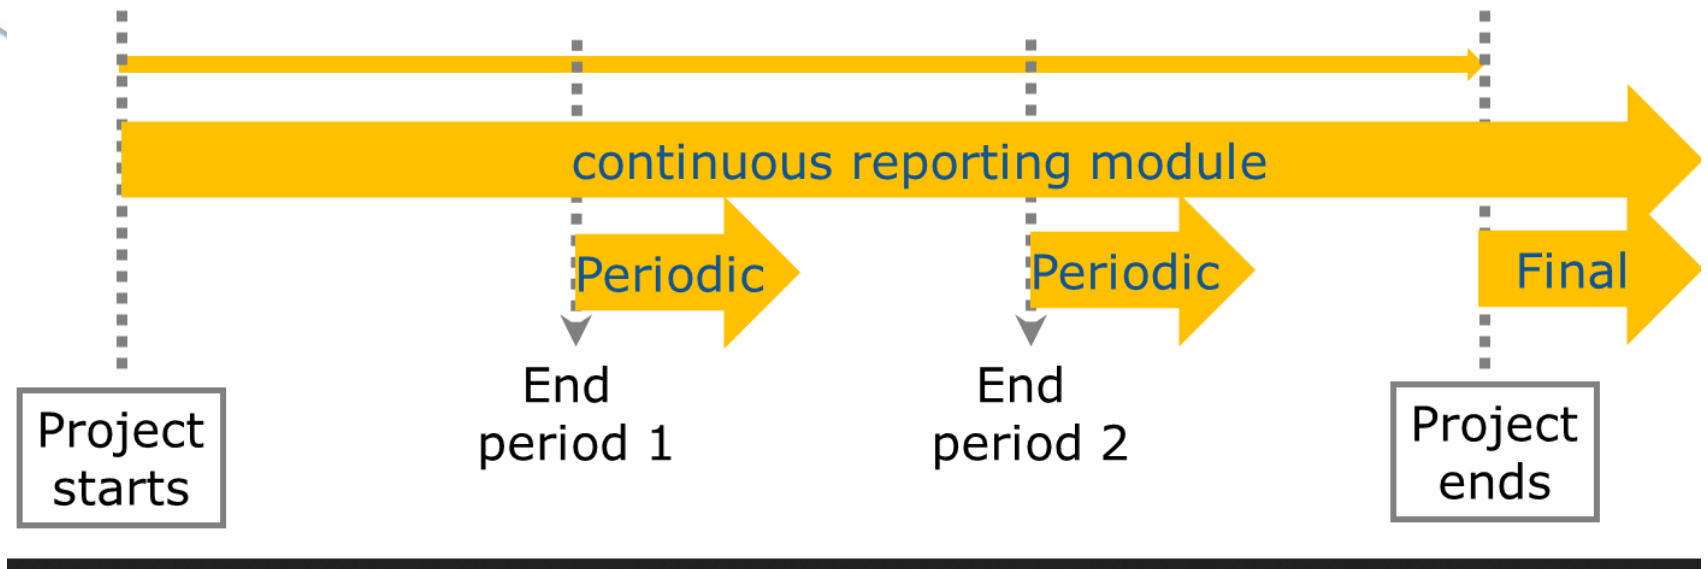 continuous reporting module
Periodic
Periodic
Final
End
period 1
End
period 2
Project
starts
Project
ends